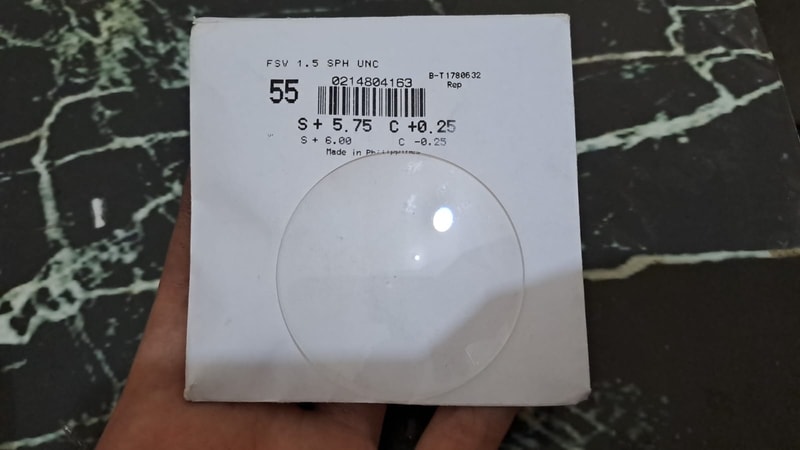 FSV 1.5 SPH UNC
B-T1780632
55 0214804163 Rep
S + 5.75 C +0.25
S + 6.00 C -0.25
Made in